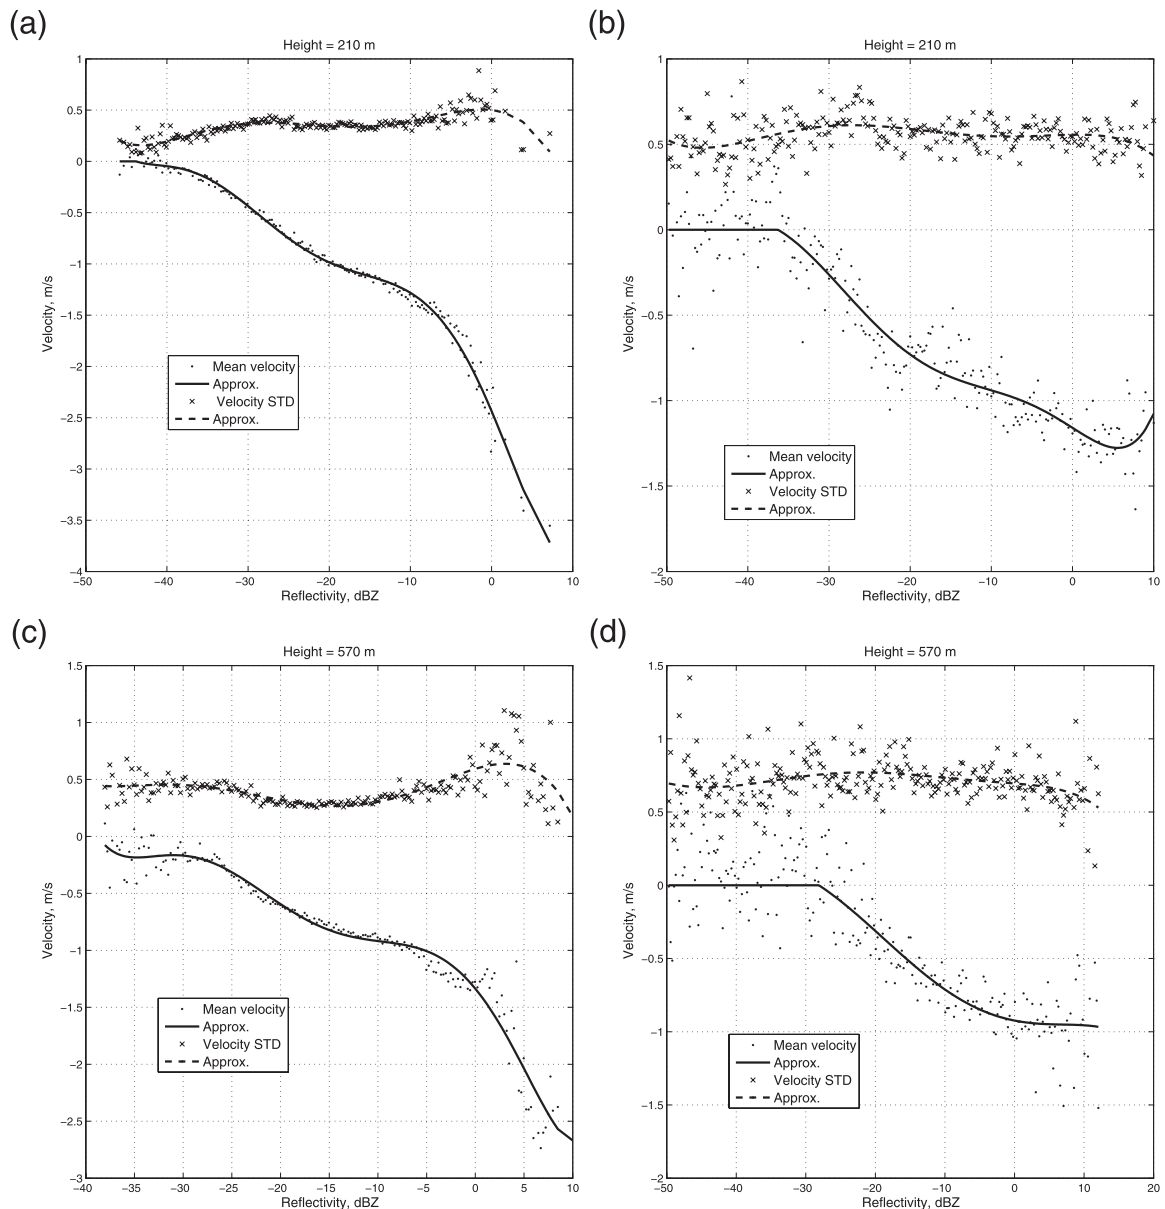 (a)
Height = 210 m
1
0.5
0
−0.5
−1
−1.5
−2
−2.5
−3
−3.5
−4
Velocity, m/s
Mean velocity
Approx.
Velocity STD
Approx.
−50 −40 −30 −20 −10 0 10
Reflectivity, dBZ
(b)
Height = 210 m
1
0.5
0
−0.5
−1
−1.5
−2
Velocity, m/s
Mean velocity
Approx.
Velocity STD
Approx.
−50 −40 −30 −20 −10 0 10
Reflectivity, dBZ
(c)
Height = 570 m
1.5
1
0.5
0
−0.5
−1
−1.5
−2
−2.5
−3
Velocity, m/s
Mean velocity
Approx.
Velocity STD
Approx.
−40 −35 −30 −25 −20 −15 −10 −5 0 5 10
Reflectivity, dBZ
(d)
Height = 570 m
1.5
1
0.5
0
−0.5
−1
−1.5
−2
Velocity, m/s
Mean velocity
Approx.
Velocity STD
Approx.
−50 −40 −30 −20 −10 0 10 20
Reflectivity, dBZ